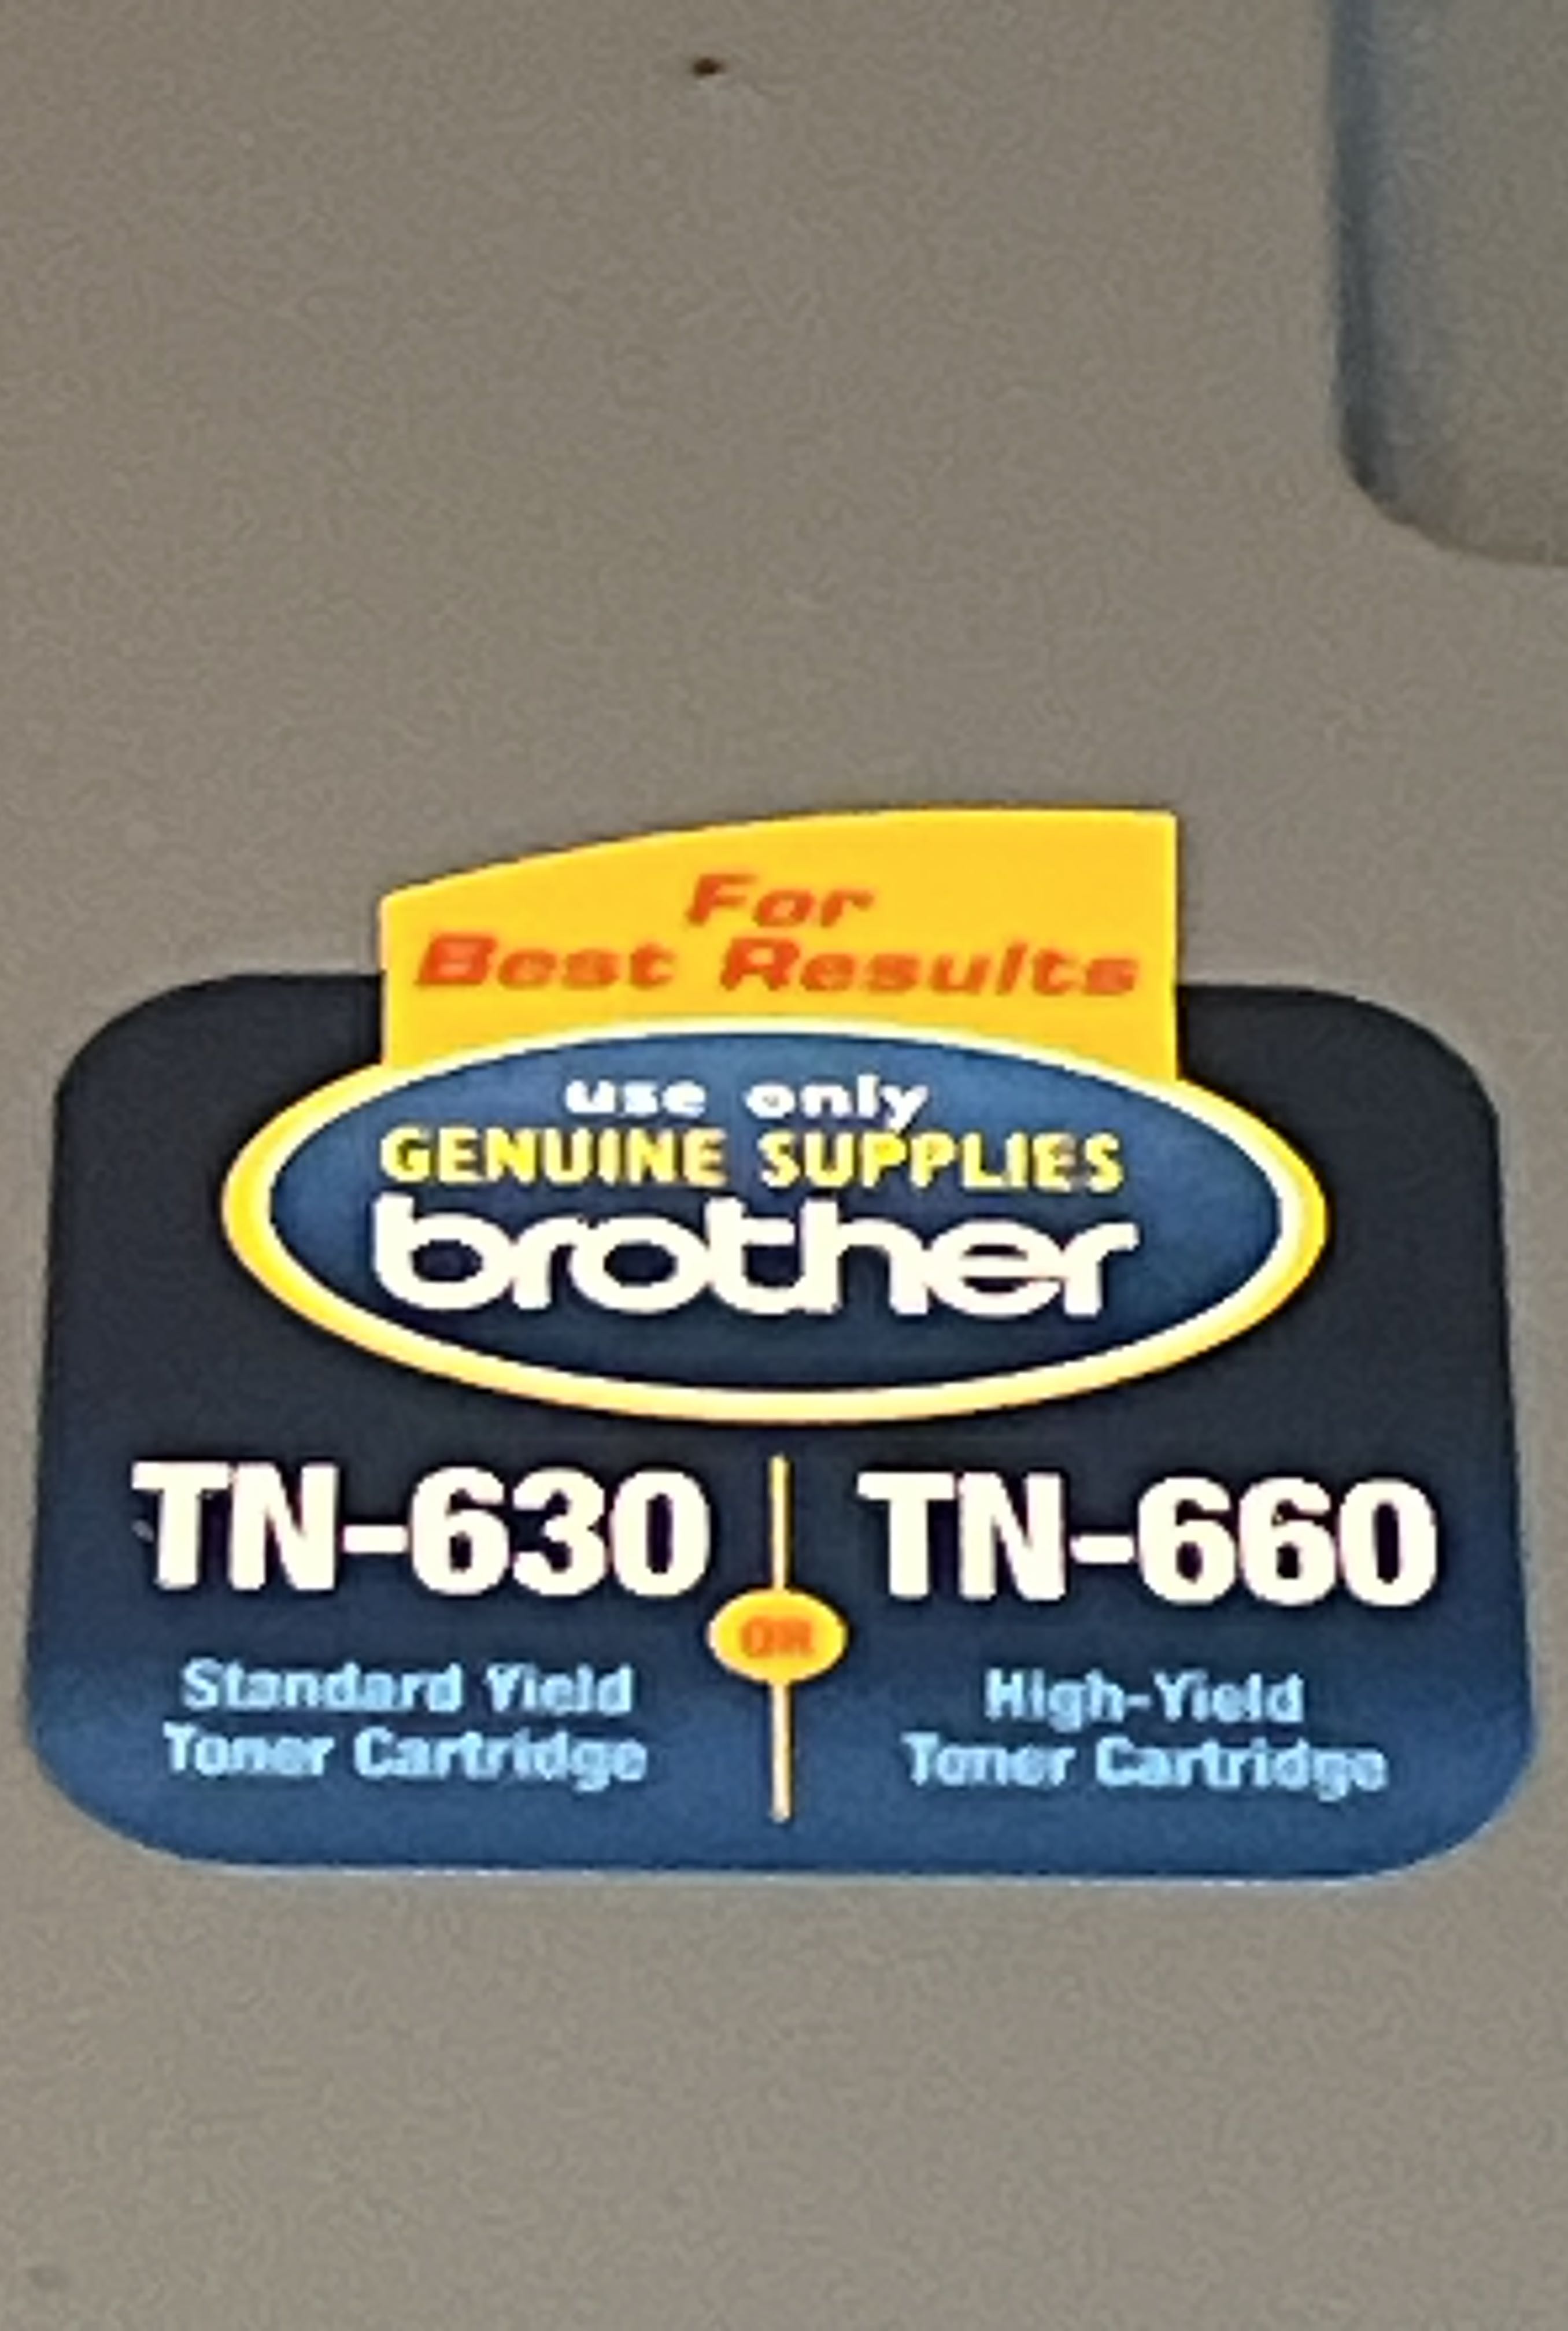 For
Best Results
use only
GENUINE SUPPLIES
brother
TN-630
Standard Yield
Toner Cartridge
OR
TN-660
High-Yield
Toner Cartridge